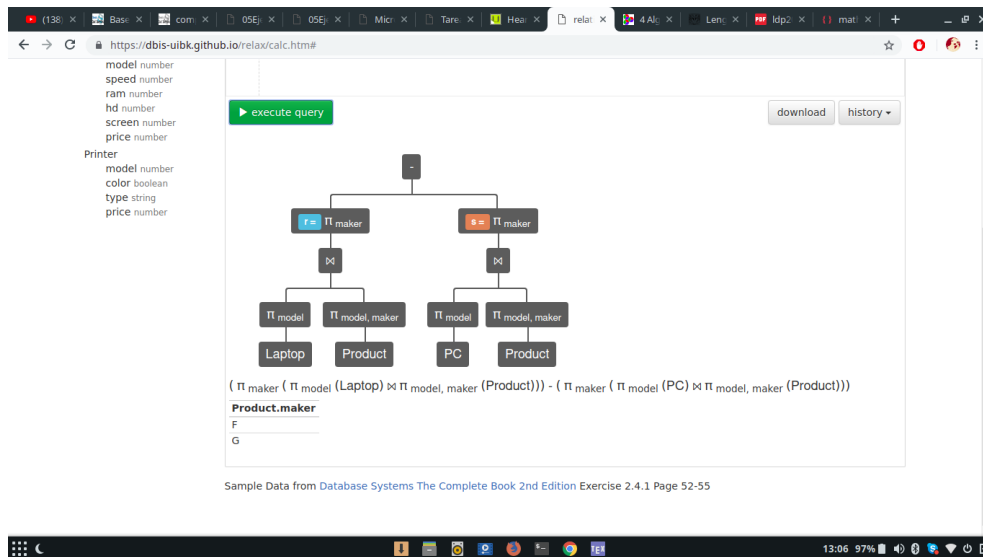 (138) Base com 05Ej 05Ej Micr Tare Hear relat 4 Alg Leng PDF ldp2 {} matl +
https://dbis-uibk.github.io/relax/calc.htm#
model number
speed number
ram number
hd number
screen number
price number
Printer
model number
color boolean
type string
price number
execute query
download history
-
r = π maker s = π maker
⋈ ⋈
π model π model, maker π model π model, maker
Laptop Product PC Product
( π maker ( π model (Laptop) ⋈ π model, maker (Product))) - ( π maker ( π model (PC) ⋈ π model, maker (Product)))
Product.maker
F
G
Sample Data from Database Systems The Complete Book 2nd Edition Exercise 2.4.1 Page 52-55
TEX 13:06 97%